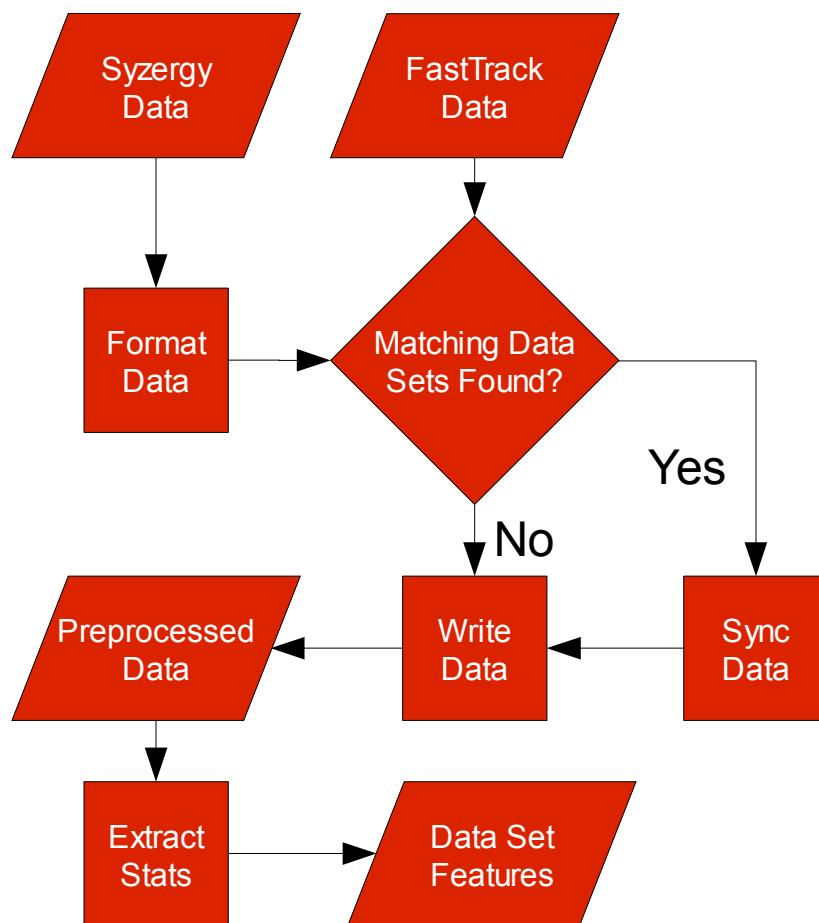 Syzergy
Data
FastTrack
Data
Format
Data
Matching Data
Sets Found?
Yes
No
Preprocessed
Data
Write
Data
Sync
Data
Extract
Stats
Data Set
Features